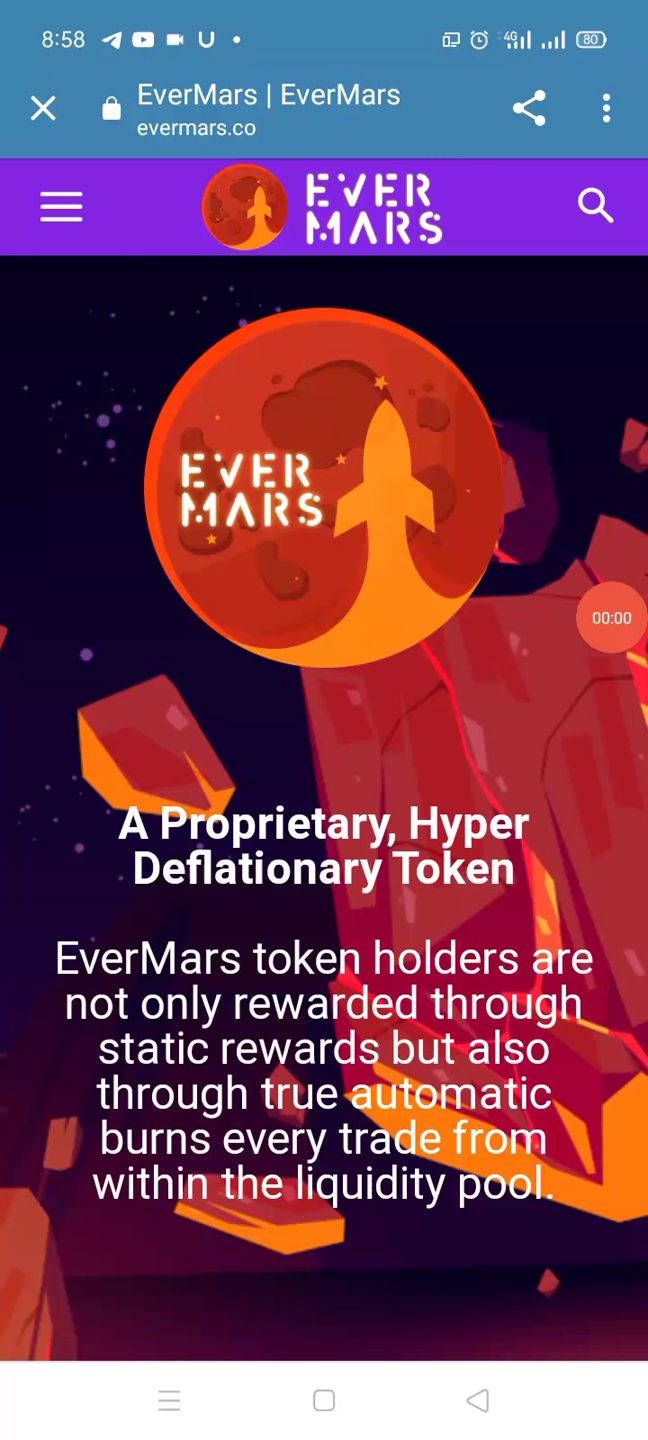 8:58
4G
80
EverMars | EverMars
evermars.co
EVER
MARS
EVER
MARS
00:00
A Proprietary, Hyper
Deflationary Token
EverMars token holders are
not only rewarded through
static rewards but also
through true automatic
burns every trade from
within the liquidity pool.